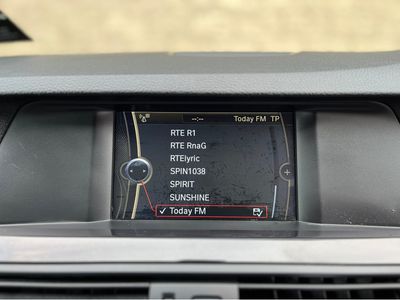 --:-- Today FM TP
RTE R1
RTE RnaG
RTElyric
SPIN1038
SPIRIT
SUNSHINE
✓ Today FM